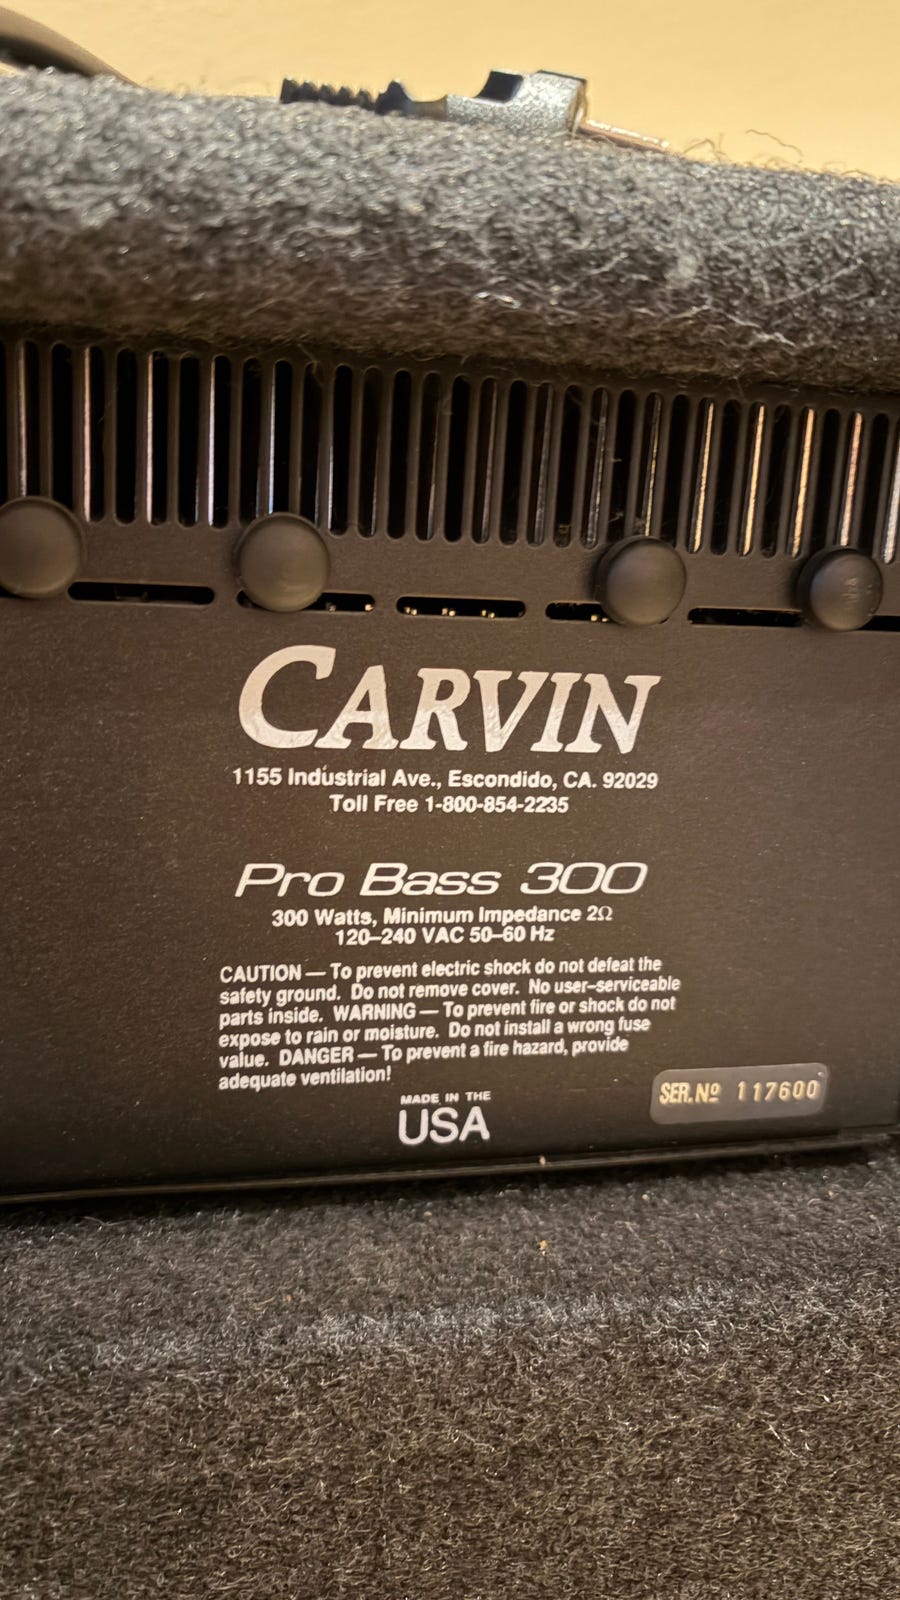 CARVIN
1155 Industrial Ave., Escondido, CA. 92029
Toll Free 1-800-854-2235
Pro Bass 300
300 Watts, Minimum Impedance 2Ω
120–240 VAC 50–60 Hz
CAUTION — To prevent electric shock do not defeat the
safety ground. Do not remove cover. No user–serviceable
parts inside. WARNING — To prevent fire or shock do not
expose to rain or moisture. Do not install a wrong fuse
value. DANGER — To prevent a fire hazard, provide
adequate ventilation!
MADE IN THE
USA
SER.Nº 117600